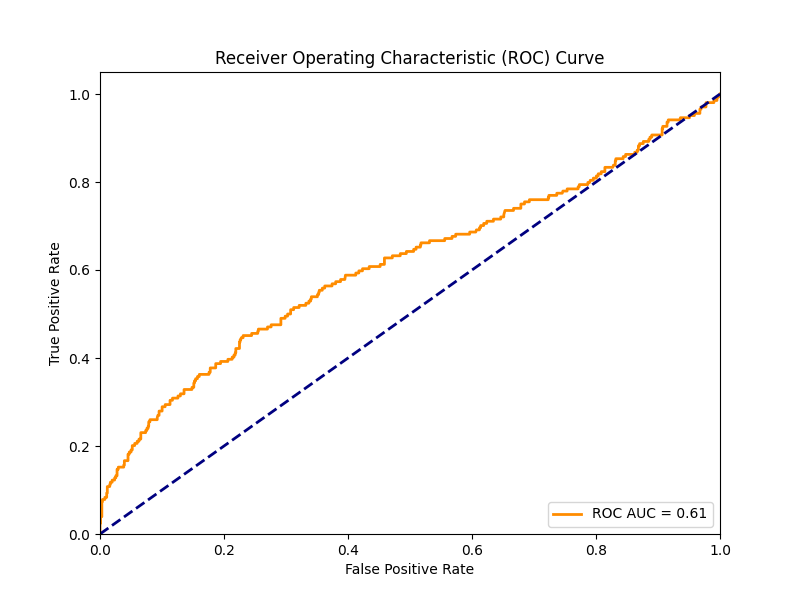 Receiver Operating Characteristic (ROC) Curve
True Positive Rate
1.0
0.8
0.6
0.4
0.2
0.0
ROC AUC = 0.61
0.0 0.2 0.4 0.6 0.8 1.0
False Positive Rate